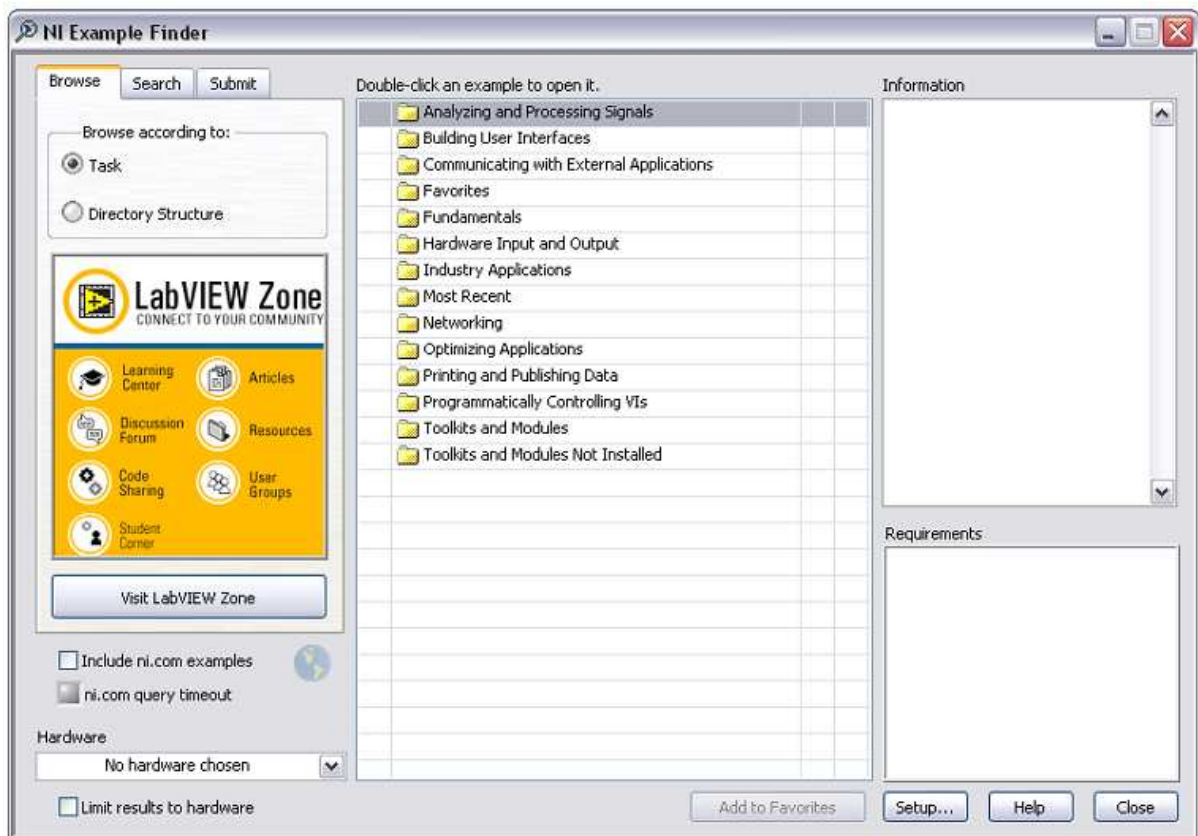 NI Example Finder
Browse
Search
Submit
Browse according to:
Task
Directory Structure
LabVIEW Zone
CONNECT TO YOUR COMMUNITY
Learning Center
Articles
Discussion Forum
Resources
Code Sharing
User Groups
Student Corner
Visit LabVIEW Zone
Include ni.com examples
ni.com query timeout
Hardware
No hardware chosen
Limit results to hardware
Double-click an example to open it.
Analyzing and Processing Signals
Building User Interfaces
Communicating with External Applications
Favorites
Fundamentals
Hardware Input and Output
Industry Applications
Most Recent
Networking
Optimizing Applications
Printing and Publishing Data
Programmatically Controlling VIs
Toolkits and Modules
Toolkits and Modules Not Installed
Add to Favorites
Information
Requirements
Setup...
Help
Close